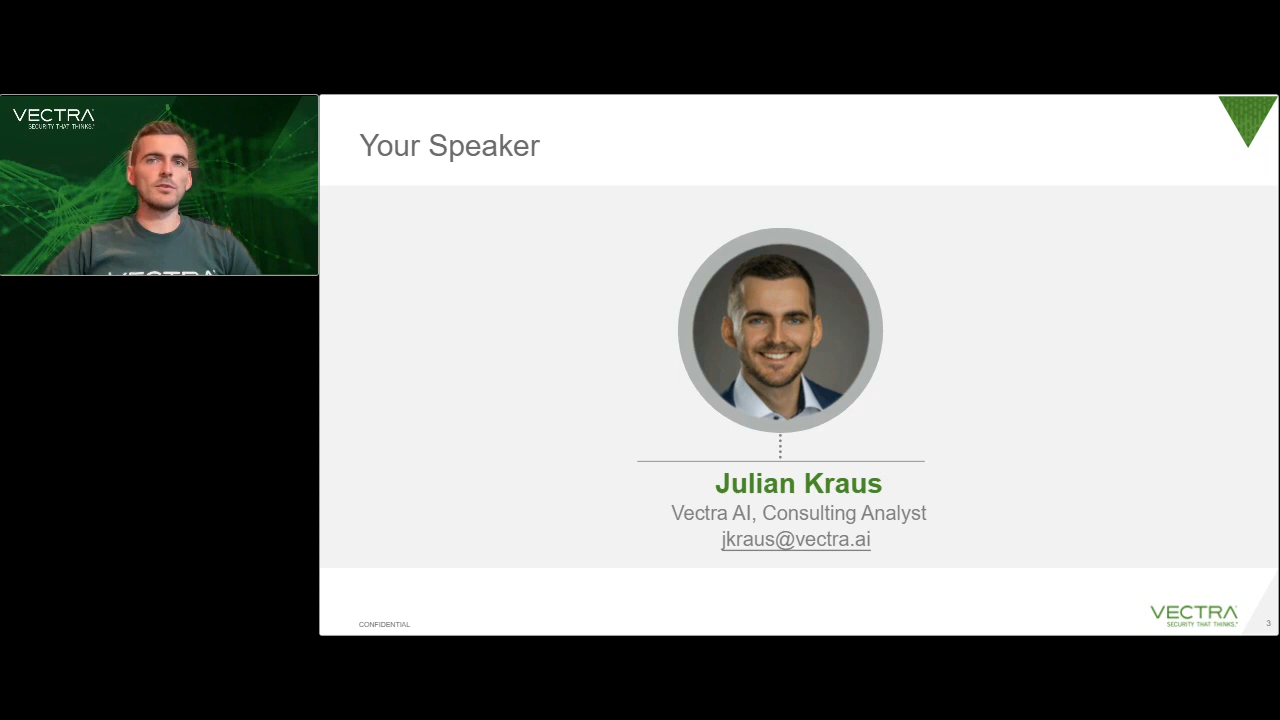 VECTRA
SECURITY THAT THINKS.
VECTRA
Your Speaker
Julian Kraus
Vectra AI, Consulting Analyst
jkraus@vectra.ai
CONFIDENTIAL
VECTRA
SECURITY THAT THINKS.
3